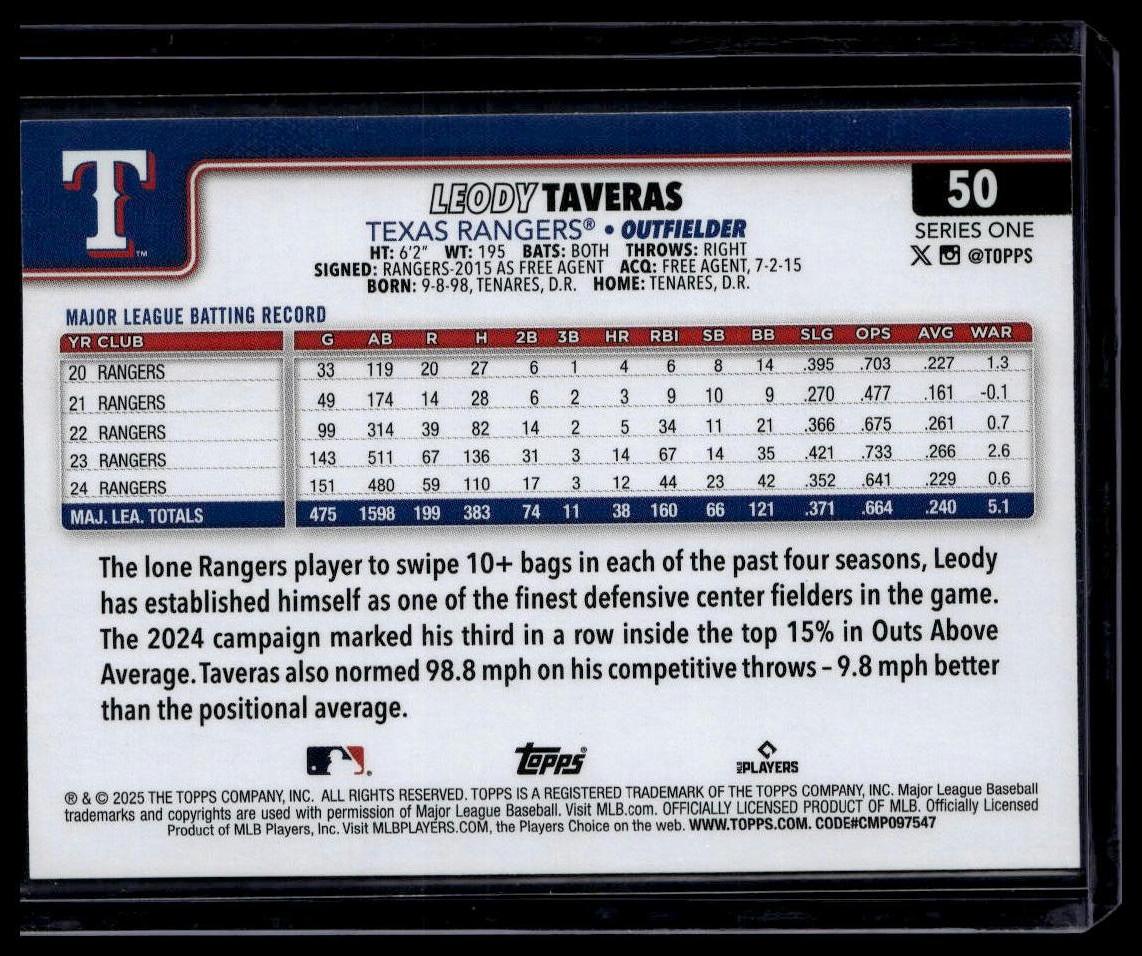 T
TM
50
LEODY TAVERAS
SERIES ONE
TEXAS RANGERS® • OUTFIELDER
@TOPPS
HT: 6'2" WT: 195 BATS: BOTH THROWS: RIGHT
SIGNED: RANGERS-2015 AS FREE AGENT ACQ: FREE AGENT, 7-2-15
BORN: 9-8-98, TENARES, D.R. HOME: TENARES, D.R.
MAJOR LEAGUE BATTING RECORD
YR CLUB G AB R H 2B 3B HR RBI SB BB SLG OPS AVG WAR
20 RANGERS 33 119 20 27 6 1 4 6 8 14 .395 .703 .227 1.3
21 RANGERS 49 174 14 28 6 2 3 9 10 9 .270 .477 .161 -0.1
22 RANGERS 99 314 39 82 14 2 5 34 11 21 .366 .675 .261 0.7
23 RANGERS 143 511 67 136 31 3 14 67 14 35 .421 .733 .266 2.6
24 RANGERS 151 480 59 110 17 3 12 44 23 42 .352 .641 .229 0.6
MAJ. LEA. TOTALS 475 1598 199 383 74 11 38 160 66 121 .371 .664 .240 5.1
The lone Rangers player to swipe 10+ bags in each of the past four seasons, Leody
has established himself as one of the finest defensive center fielders in the game.
The 2024 campaign marked his third in a row inside the top 15% in Outs Above
Average. Taveras also normed 98.8 mph on his competitive throws – 9.8 mph better
than the positional average.
Topps®
MLB PLAYERS
® & © 2025 THE TOPPS COMPANY, INC. ALL RIGHTS RESERVED. TOPPS IS A REGISTERED TRADEMARK OF THE TOPPS COMPANY, INC. Major League Baseball
trademarks and copyrights are used with permission of Major League Baseball. Visit MLB.com. OFFICIALLY LICENSED PRODUCT OF MLB. Officially Licensed
Product of MLB Players, Inc. Visit MLBPLAYERS.COM, the Players Choice on the web. WWW.TOPPS.COM. CODE#CMP097547